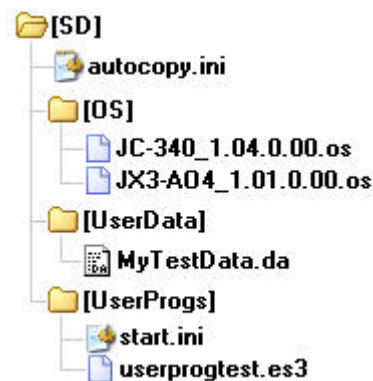 [SD]
autocopy.ini
[OS]
JC-340_1.04.0.00.os
JX3-AO4_1.01.0.00.os
[UserData]
MyTestData.da
[UserProgs]
start.ini
userprogtest.es3